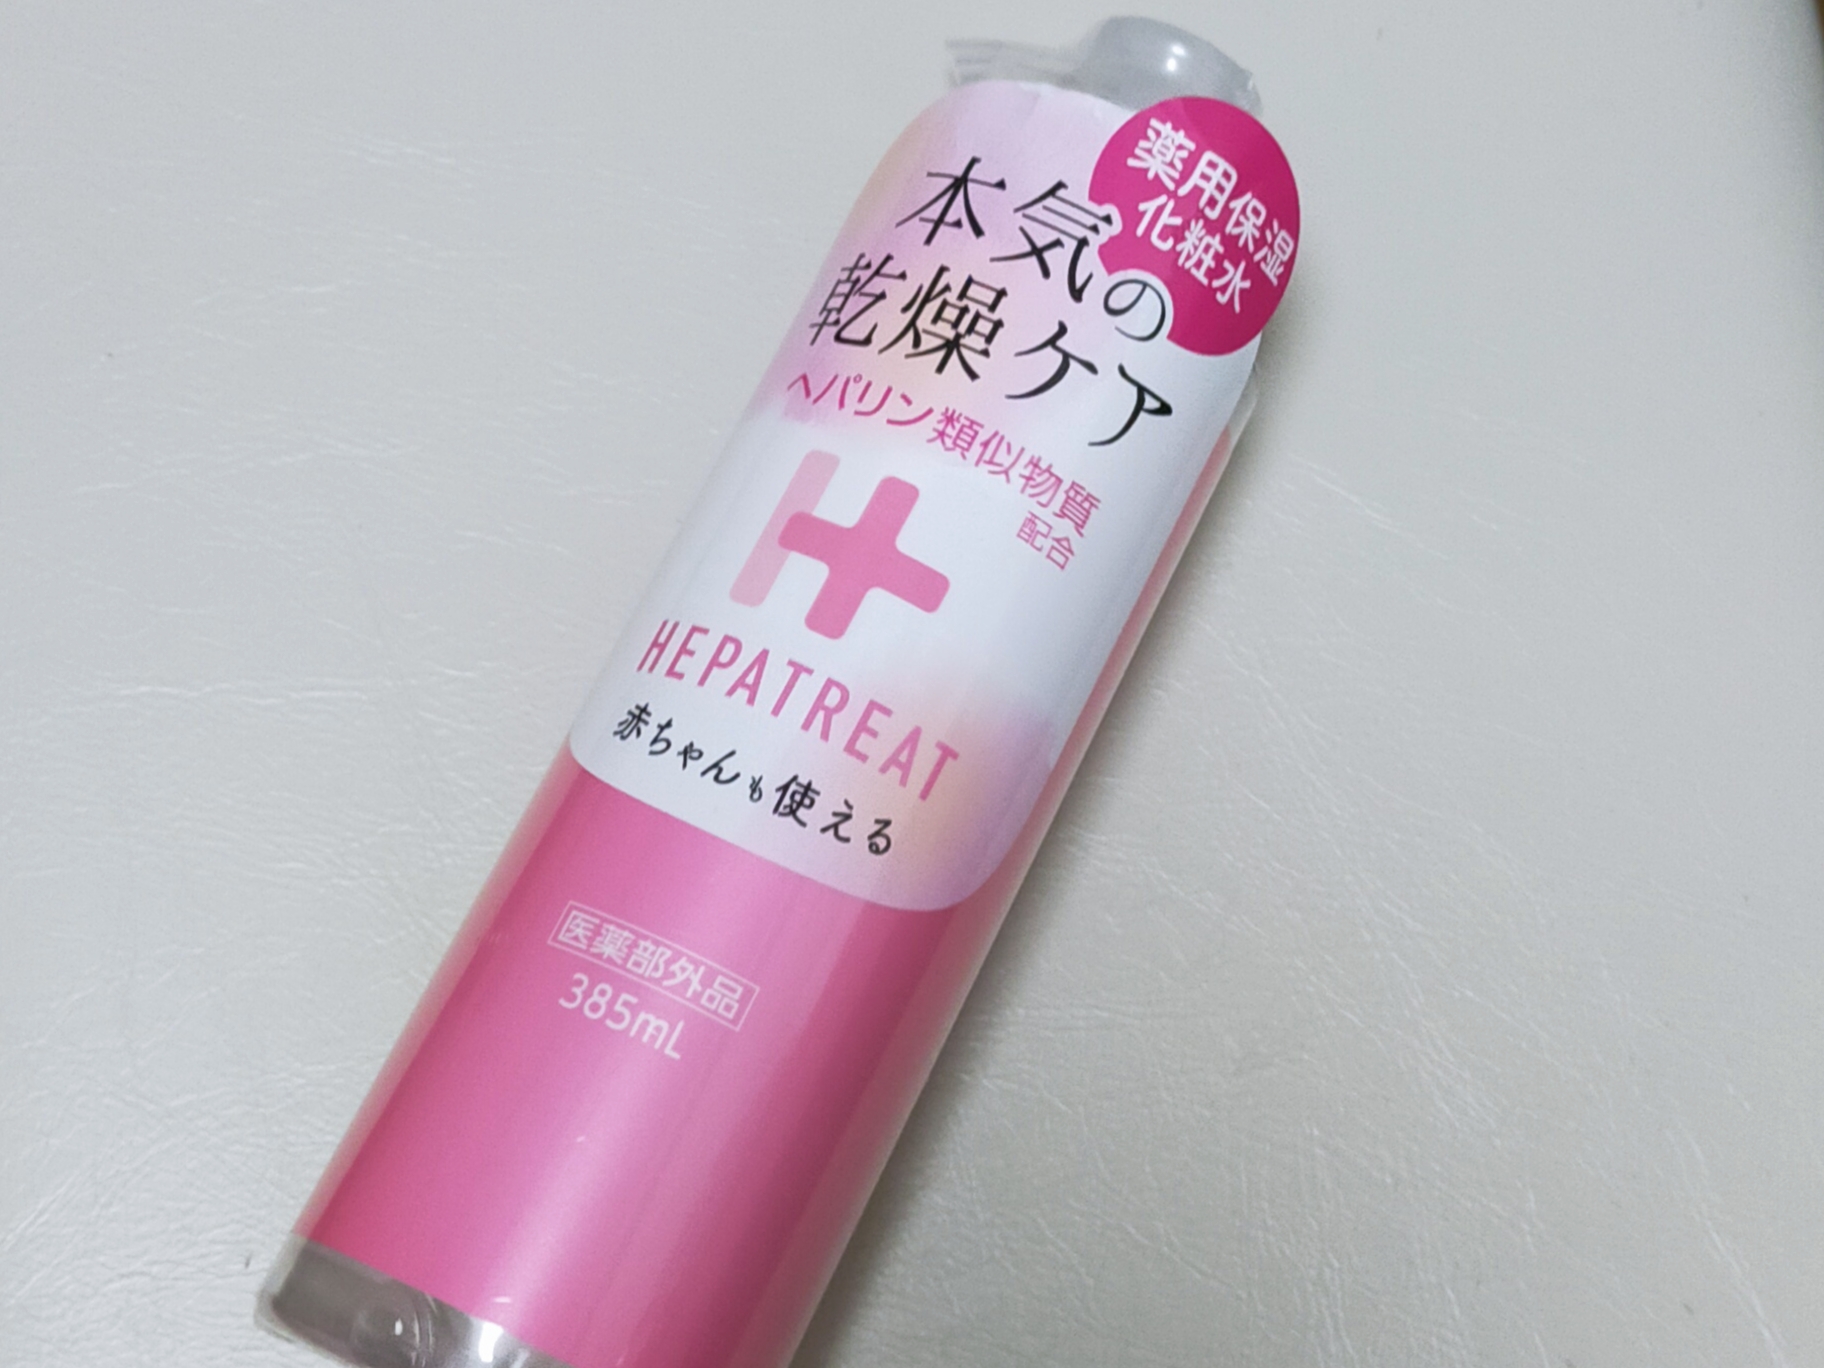 薬用保湿
化粧水
本気の
乾燥ケア
ヘパリン類似物質
配合
HEPATREAT
赤ちゃんも使える
医薬部外品
385mL